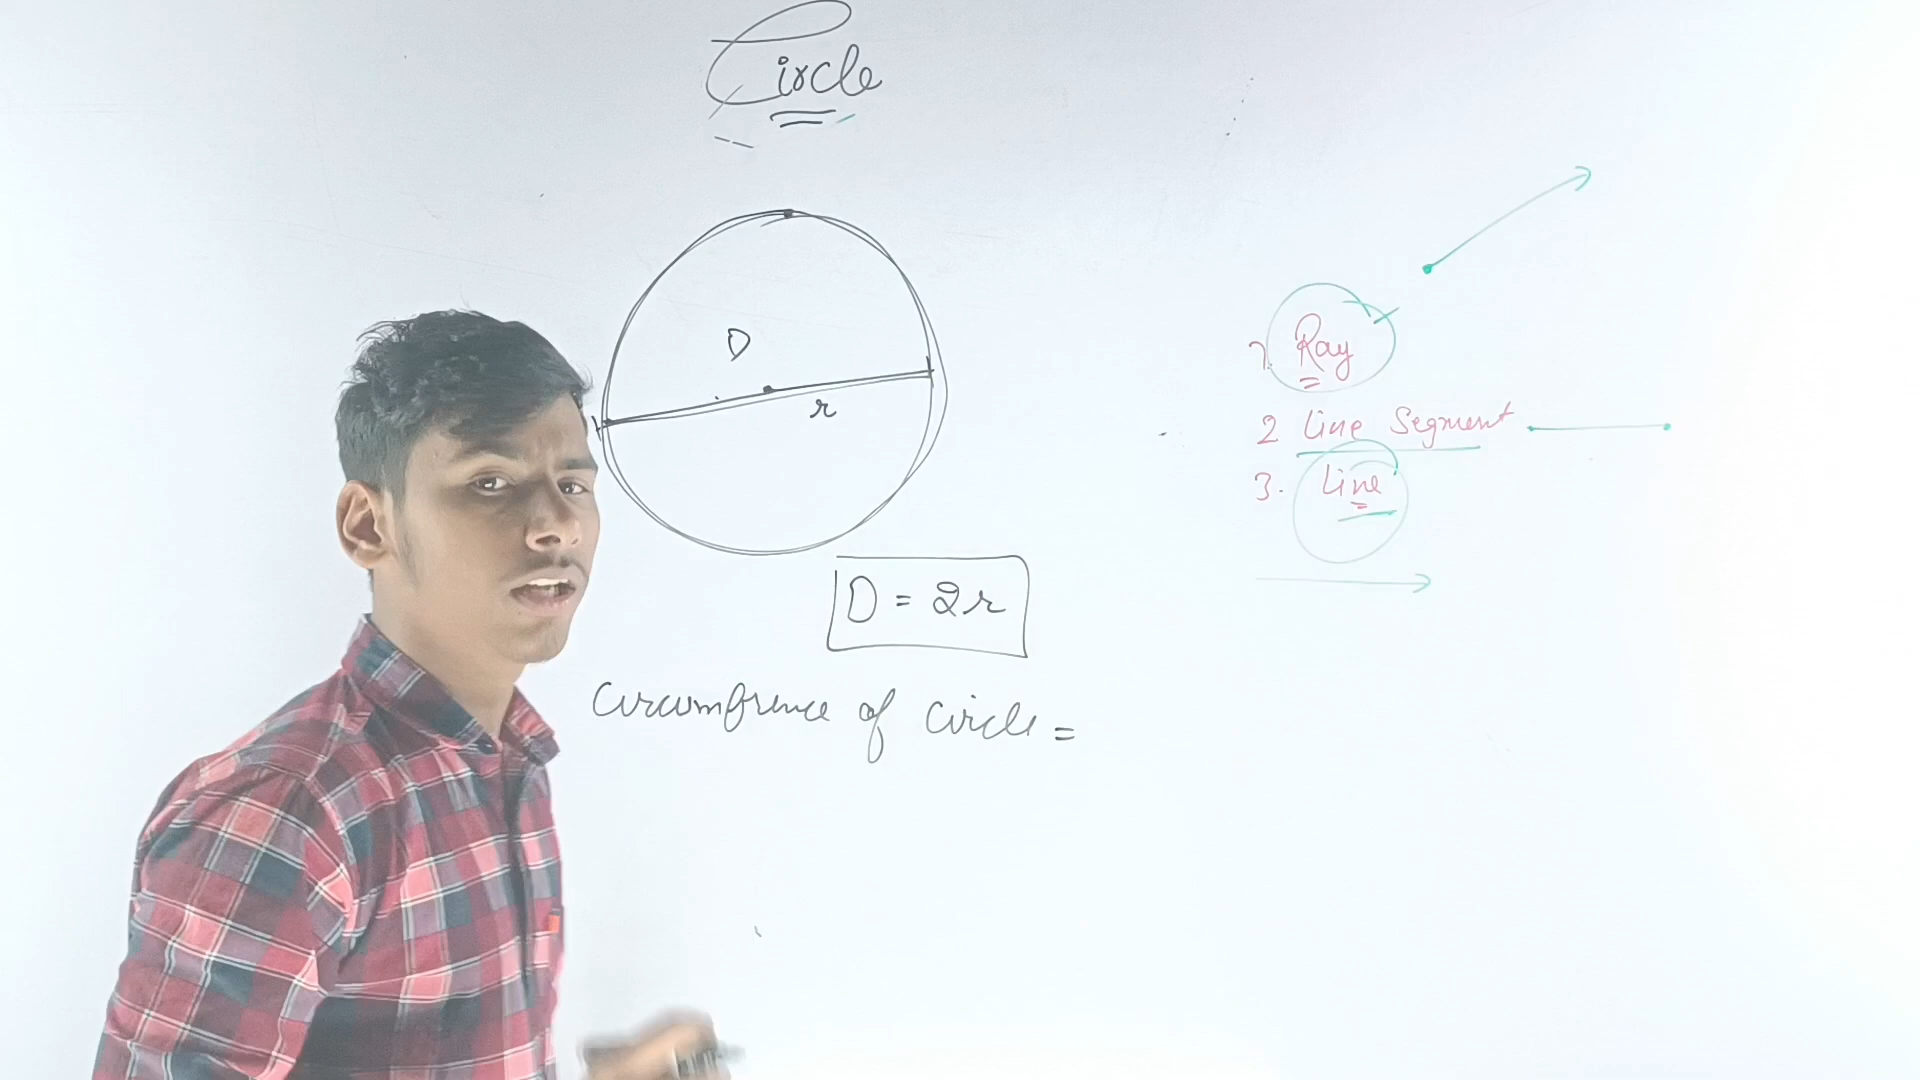 Circle
D
r
D = 2r
Circumfrence of circle =
1. Ray
2 Line Segment
3. Line